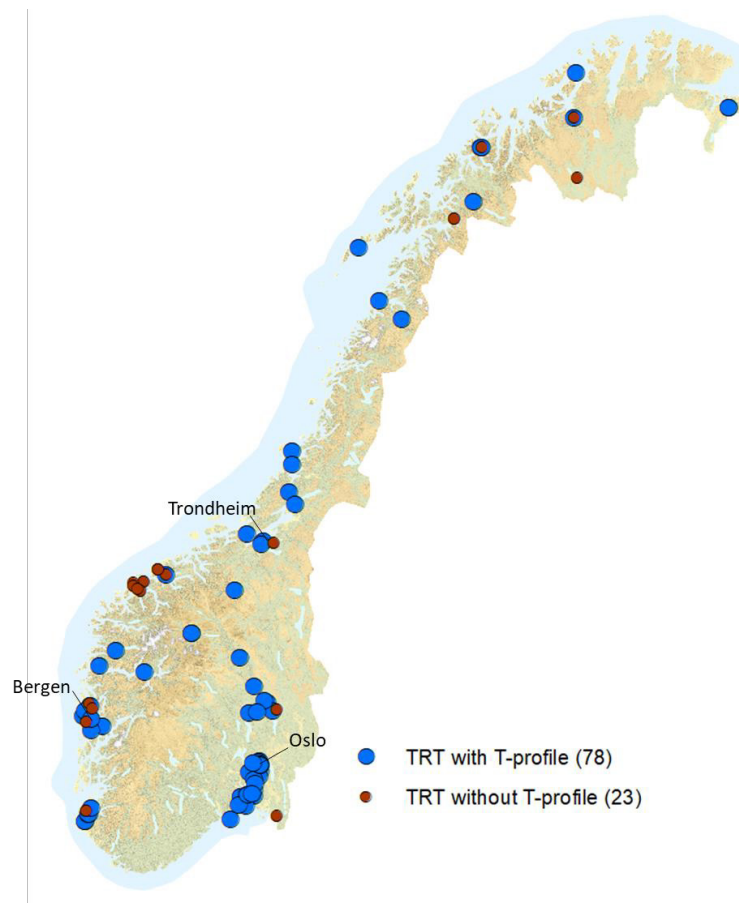 Trondheim
Bergen
Oslo
TRT with T-profile (78)
TRT without T-profile (23)